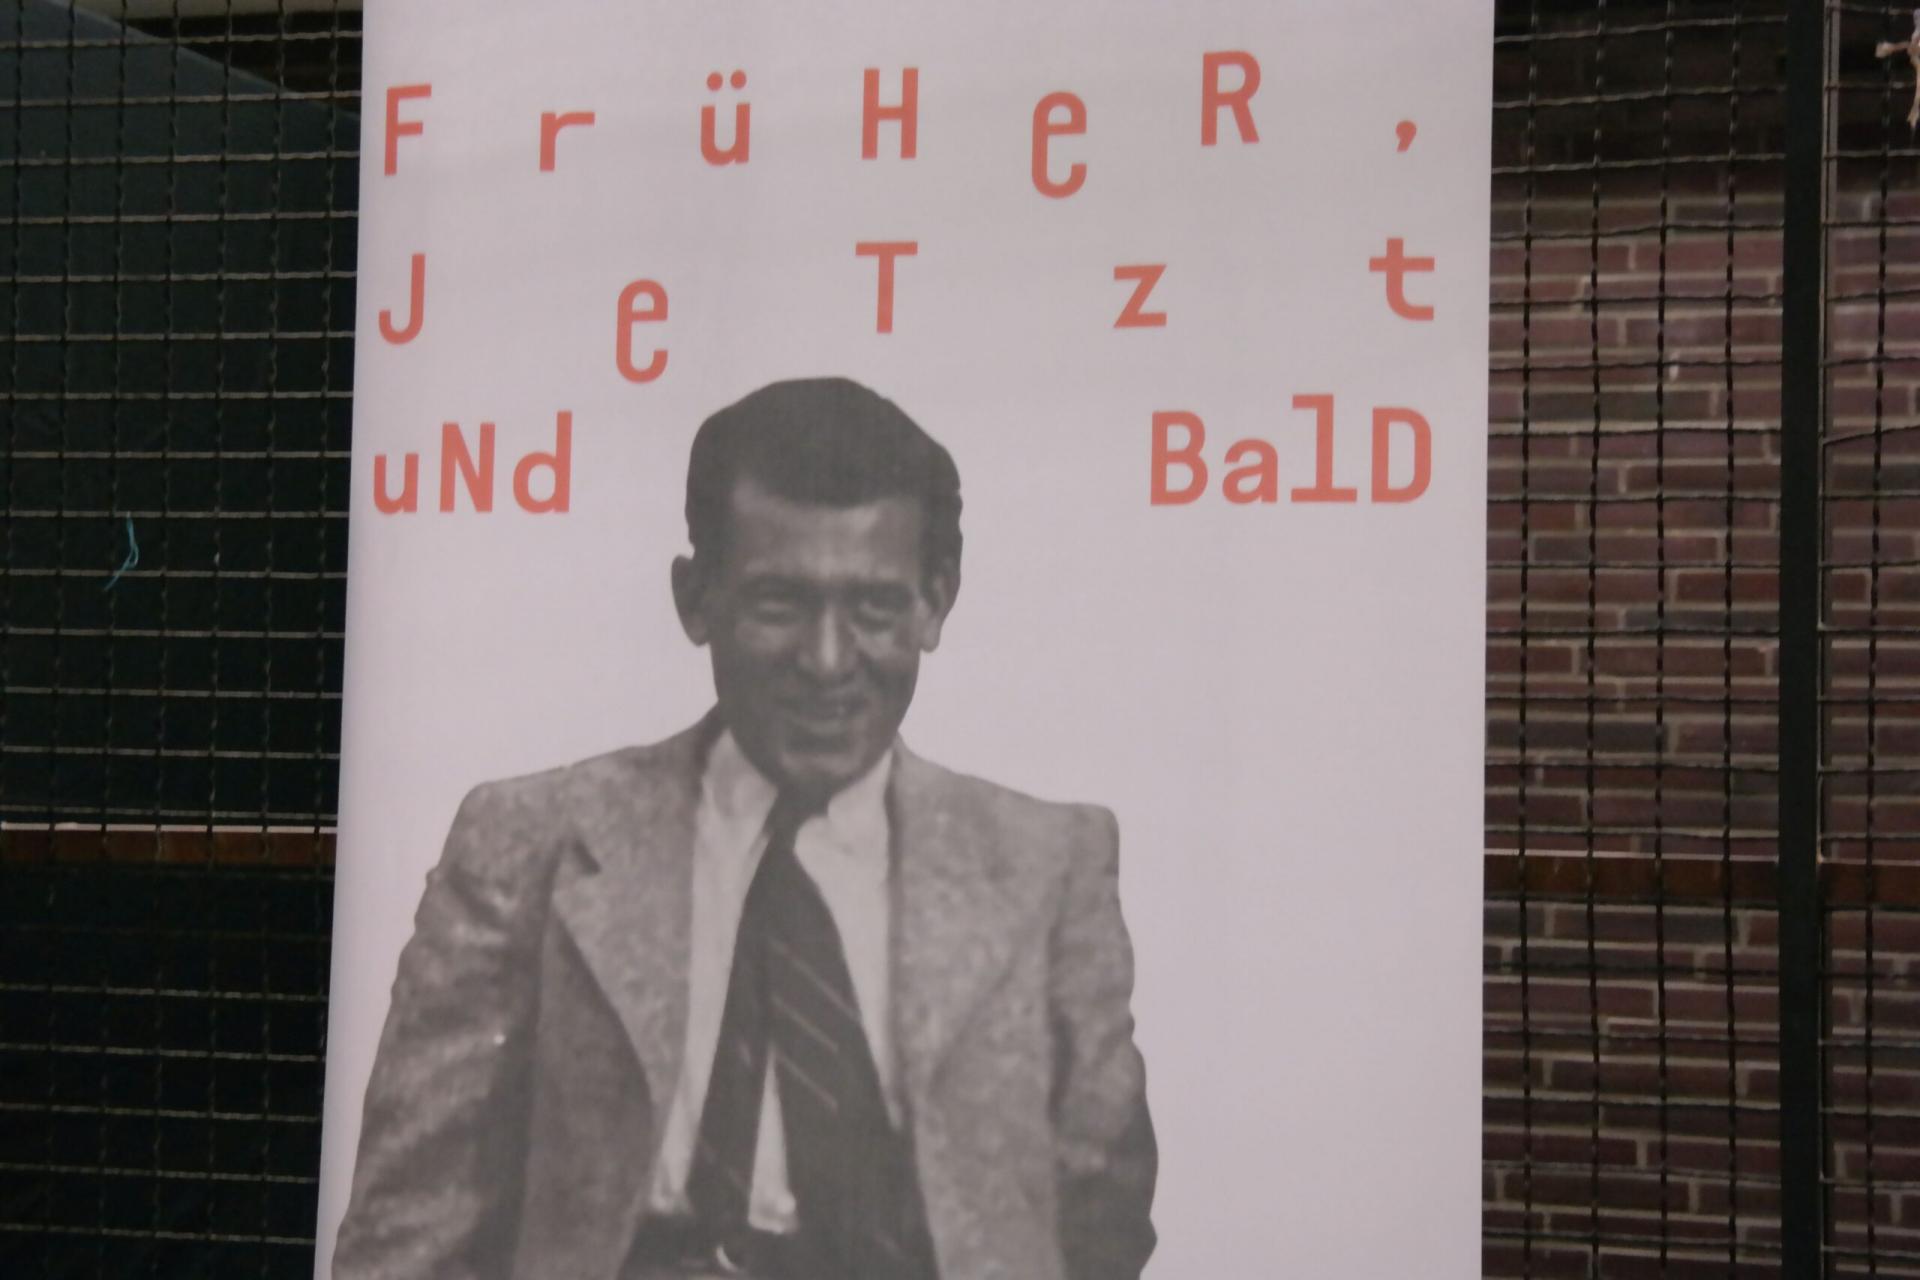 FrüHeR,
JeTzt
uNd BalD